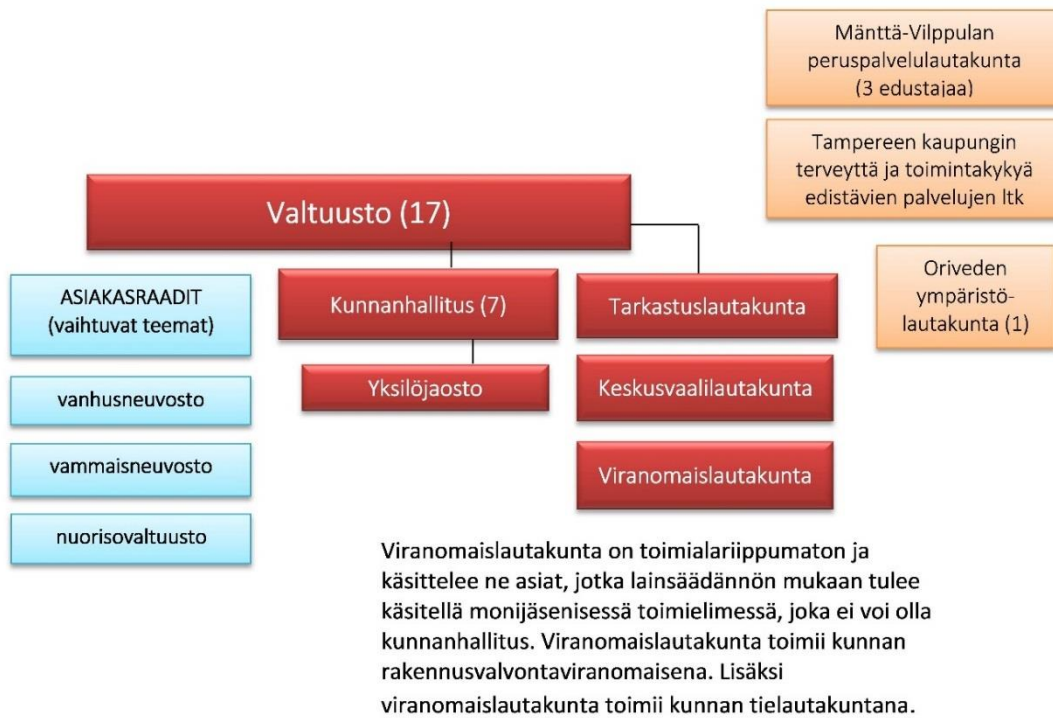 Mänttä-Vilppulan
peruspalvelulautakunta
(3 edustajaa)
Tampereen kaupungin
terveyttä ja toimintakykyä
edistävien palvelujen ltk
Valtuusto (17)
Oriveden
ympäristö-
lautakunta (1)
ASIAKASRAADIT
(vaihtuvat teemat)
Kunnanhallitus (7)
Tarkastuslautakunta
Yksilöjaosto
Keskusvaalilautakunta
vanhusneuvosto
vammaisneuvosto
Viranomaislautakunta
nuorisovaltuusto
Viranomaislautakunta on toimialariippumaton ja
käsittelee ne asiat, jotka lainsäädännön mukaan tulee
käsitellä monijäsenisessä toimielimessä, joka ei voi olla
kunnanhallitus. Viranomaislautakunta toimii kunnan
rakennusvalvontaviranomaisena. Lisäksi
viranomaislautakunta toimii kunnan tielautakuntana.